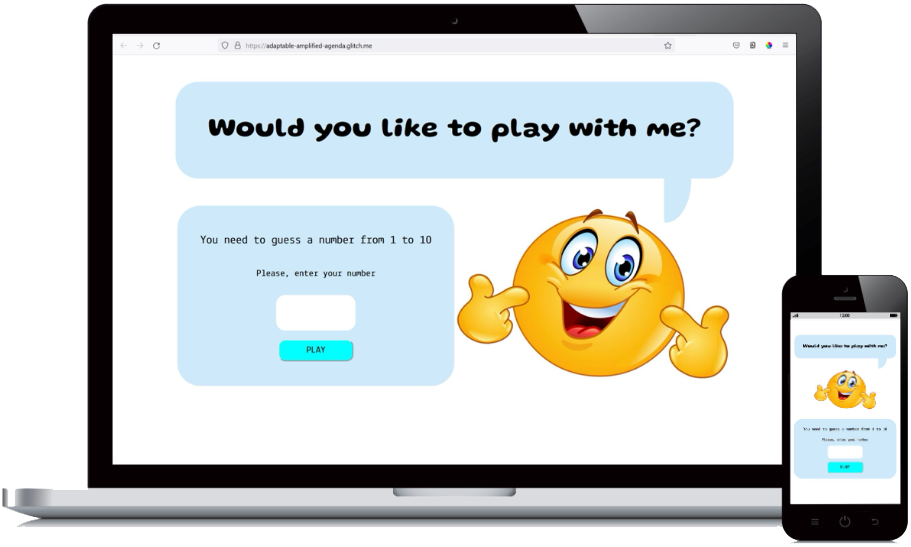 https://adaptable-amplified-agenda.glitch.me
Would you like to play with me?
You need to guess a number from 1 to 10
Please, enter your number
PLAY
12:00
Would you like to play with me?
You need to guess a number from 1 to 10
Please, enter your number
PLAY